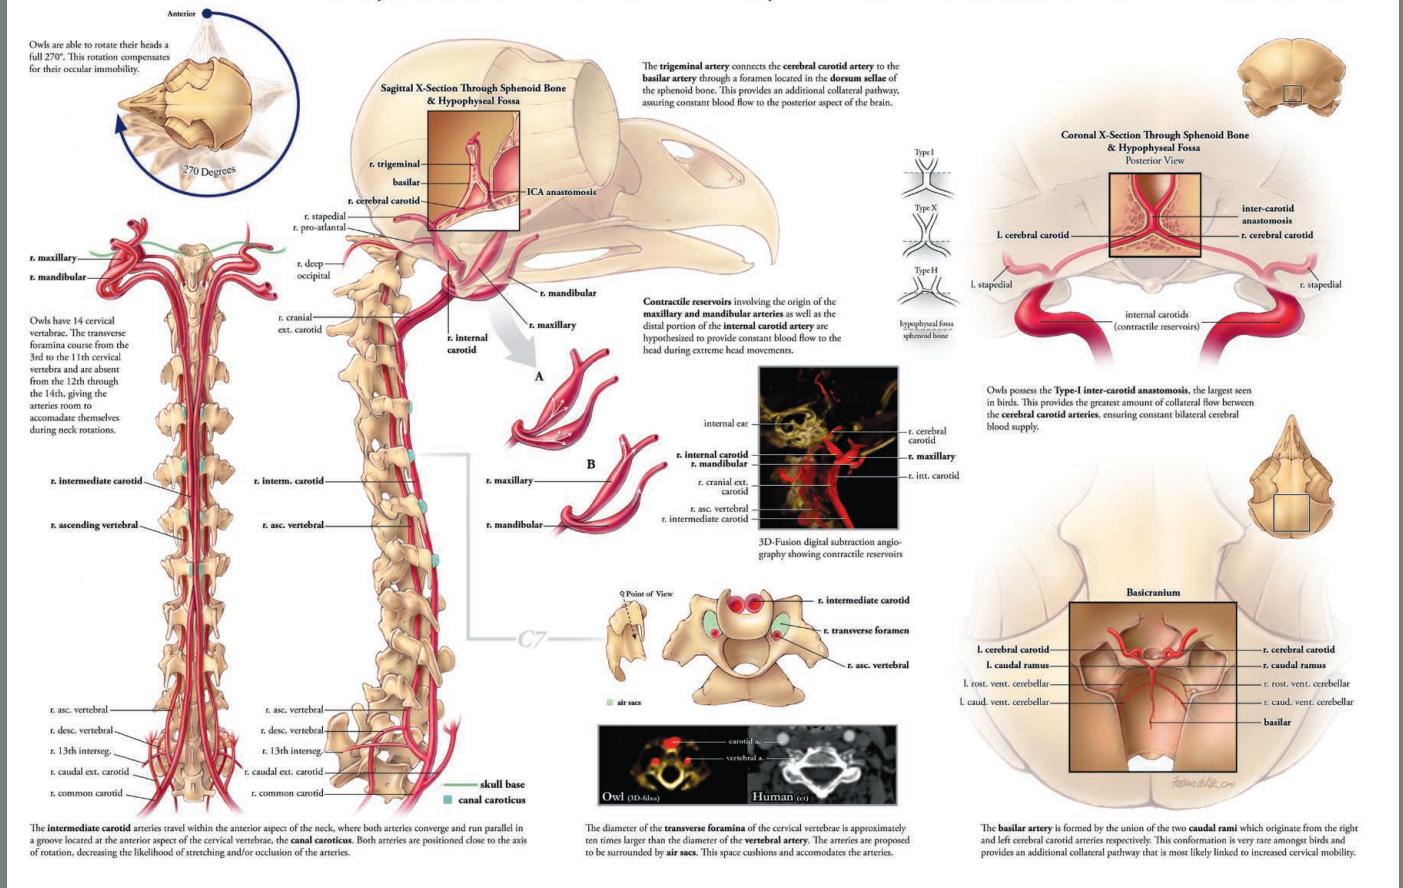 Anterior
Owls are able to rotate their heads a
full 270°. This rotation compensates
for their occular immobility.
270 Degrees
Sagittal X-Section Through Sphenoid Bone
& Hypophyseal Fossa
r. trigeminal
basilar
r. cerebral carotid
ICA anastomosis
r. stapedial
r. pro-atlantal
r. deep
occipital
r. cranial
ext. carotid
r. mandibular
r. maxillary
r. internal
carotid
The trigeminal artery connects the cerebral carotid artery to the
basilar artery through a foramen located in the dorsum sellae of
the sphenoid bone. This provides an additional collateral pathway,
assuring constant blood flow to the posterior aspect of the brain.
Type I
Type X
Type H
hypophyseal fossa
sphenoid bone
Coronal X-Section Through Sphenoid Bone
& Hypophyseal Fossa
Posterior View
inter-carotid
anastomosis
l. cerebral carotid
r. cerebral carotid
l. stapedial
r. stapedial
internal carotids
(contractile reservoirs)
r. maxillary
r. mandibular
Owls have 14 cervical
vertabrae. The transverse
foramina course from the
3rd to the 11th cervical
vertebra and are absent
from the 12th through
the 14th, giving the
arteries room to
accomadate themselves
during neck rotations.
Contractile reservoirs involving the origin of the
maxillary and mandibular arteries as well as the
distal portion of the internal carotid artery are
hypothesized to provide constant blood flow to the
head during extreme head movements.
A
B
r. maxillary
r. mandibular
internal ear
r. cerebral
carotid
r. internal carotid
r. mandibular
r. maxillary
r. cranial ext.
carotid
r. int. carotid
r. asc. vertebral
r. intermediate carotid
3D-Fusion digital subtraction angio-
graphy showing contractile reservoirs
Owls possess the Type-I inter-carotid anastomosis, the largest seen
in birds. This provides the greatest amount of collateral flow between
the cerebral carotid arteries, ensuring constant bilateral cerebral
blood supply.
r. intermediate carotid
r. interm. carotid
r. ascending vertebral
r. asc. vertebral
C7
Point of View
r. intermediate carotid
r. transverse foramen
r. asc. vertebral
air sacs
Basicranium
l. cerebral carotid
r. cerebral carotid
l. caudal ramus
r. caudal ramus
l. rost. vent. cerebellar
r. rost. vent. cerebellar
l. caud. vent. cerebellar
r. caud. vent. cerebellar
basilar
r. asc. vertebral
r. desc. vertebral
r. 13th interseg.
r. caudal ext. carotid
r. common carotid
r. asc. vertebral
r. desc. vertebral
r. 13th interseg.
r. caudal ext. carotid
r. common carotid
skull base
canal caroticus
carotid a.
vertebral a.
Owl (3D-fdsa)
Human (ct)
The intermediate carotid arteries travel within the anterior aspect of the neck, where both arteries converge and run parallel in
a groove located at the anterior aspect of the cervical vertebrae, the canal caroticus. Both arteries are positioned close to the axis
of rotation, decreasing the likelihood of stretching and/or occlusion of the arteries.
The diameter of the transverse foramina of the cervical vertebrae is approximately
ten times larger than the diameter of the vertebral artery. The arteries are proposed
to be surrounded by air sacs. This space cushions and accomodates the arteries.
The basilar artery is formed by the union of the two caudal rami which originate from the right
and left cerebral carotid arteries respectively. This conformation is very rare amongst birds and
provides an additional collateral pathway that is most likely linked to increased cervical mobility.